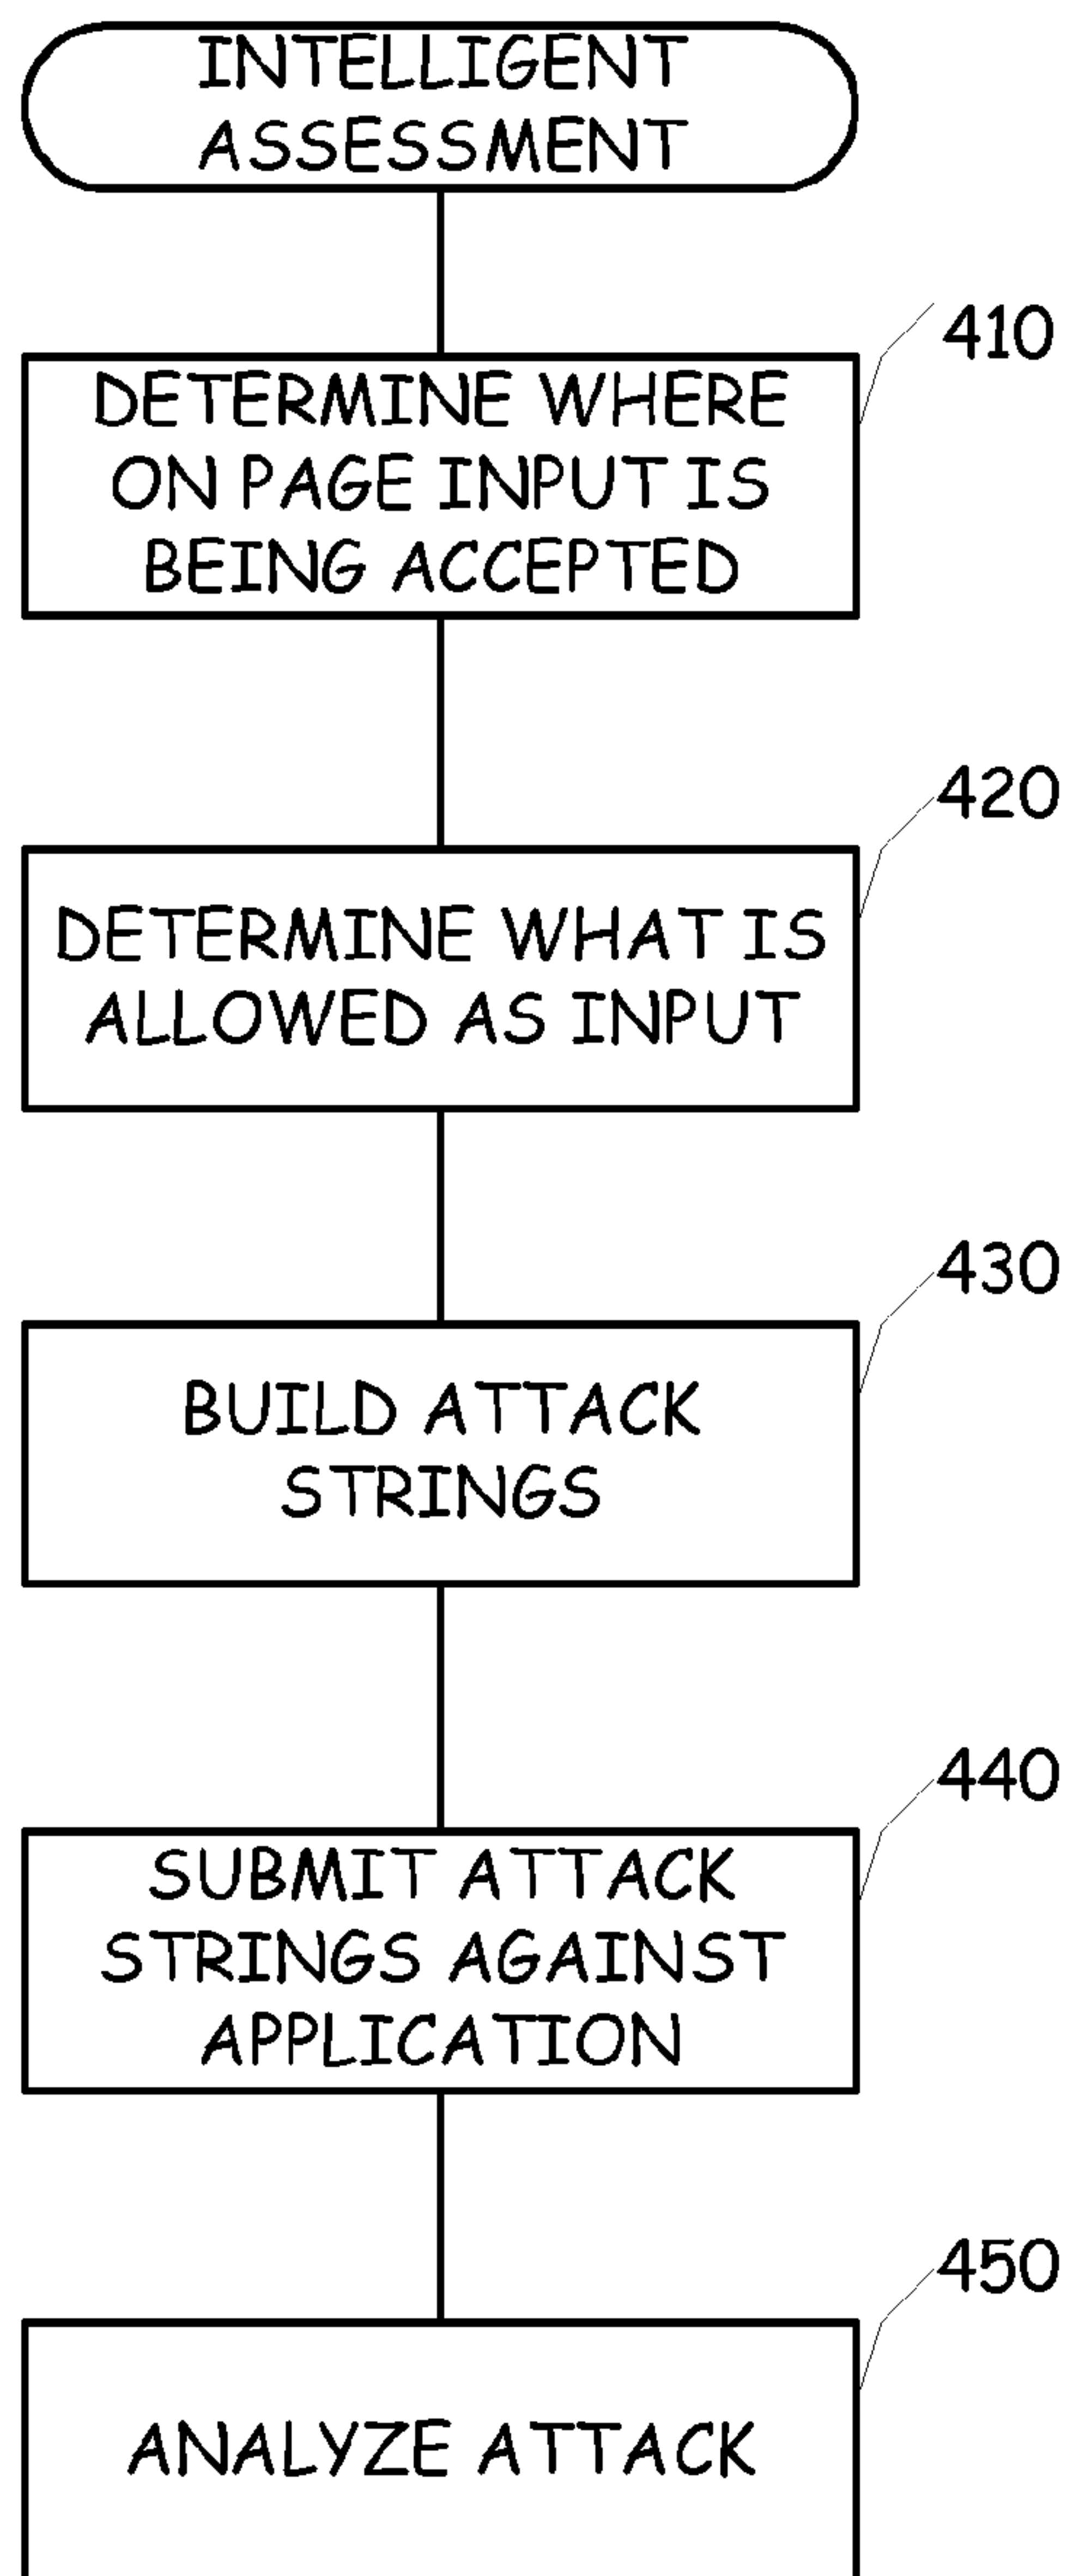 INTELLIGENT
ASSESSMENT
410
DETERMINE WHERE
ON PAGE INPUT IS
BEING ACCEPTED
420
DETERMINE WHAT IS
ALLOWED AS INPUT
430
BUILD ATTACK
STRINGS
440
SUBMIT ATTACK
STRINGS AGAINST
APPLICATION
450
ANALYZE ATTACK